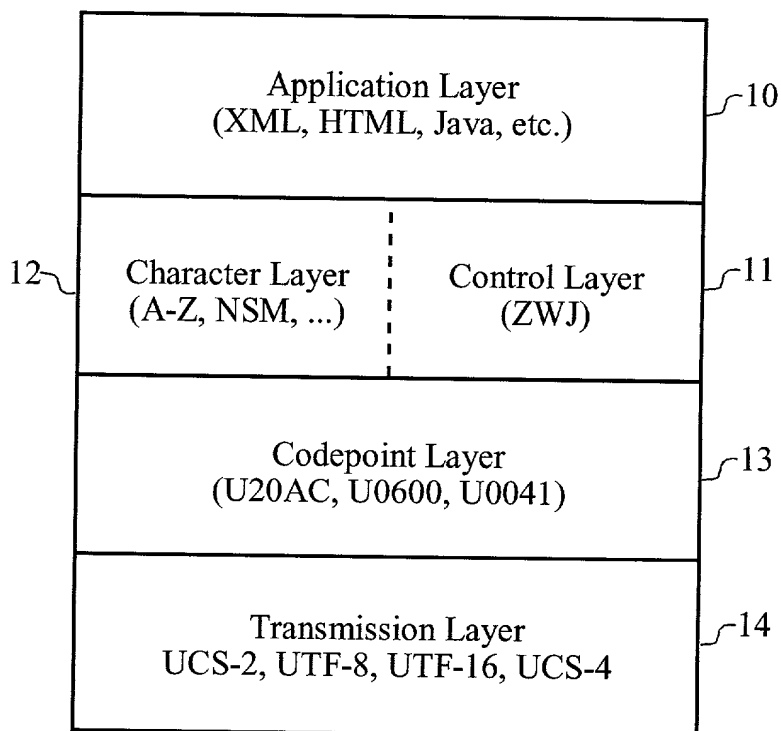 Application Layer
(XML, HTML, Java, etc.)
10
12
Character Layer
(A-Z, NSM, ...)
Control Layer
(ZWJ)
11
Codepoint Layer
(U20AC, U0600, U0041)
13
Transmission Layer
UCS-2, UTF-8, UTF-16, UCS-4
14